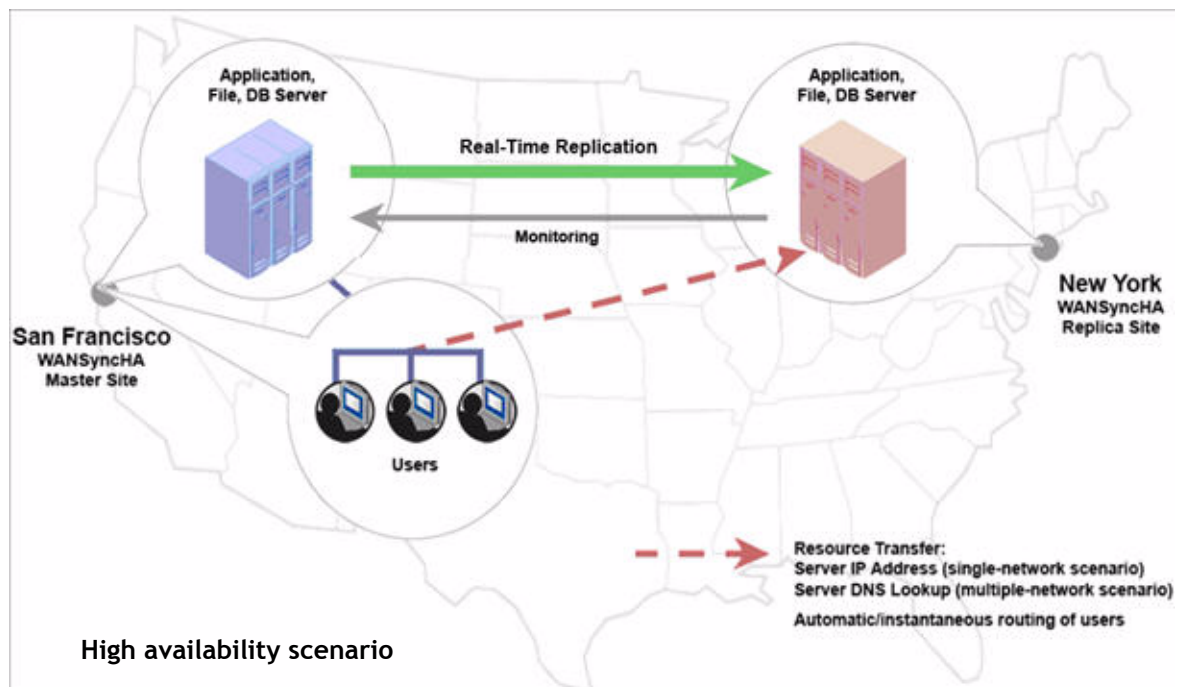 Application,
File, DB Server
Application,
File, DB Server
Real-Time Replication
Monitoring
San Francisco
WANSyncHA
Master Site
New York
WANSyncHA
Replica Site
Users
Resource Transfer:
Server IP Address (single-network scenario)
Server DNS Lookup (multiple-network scenario)
Automatic/instantaneous routing of users
High availability scenario